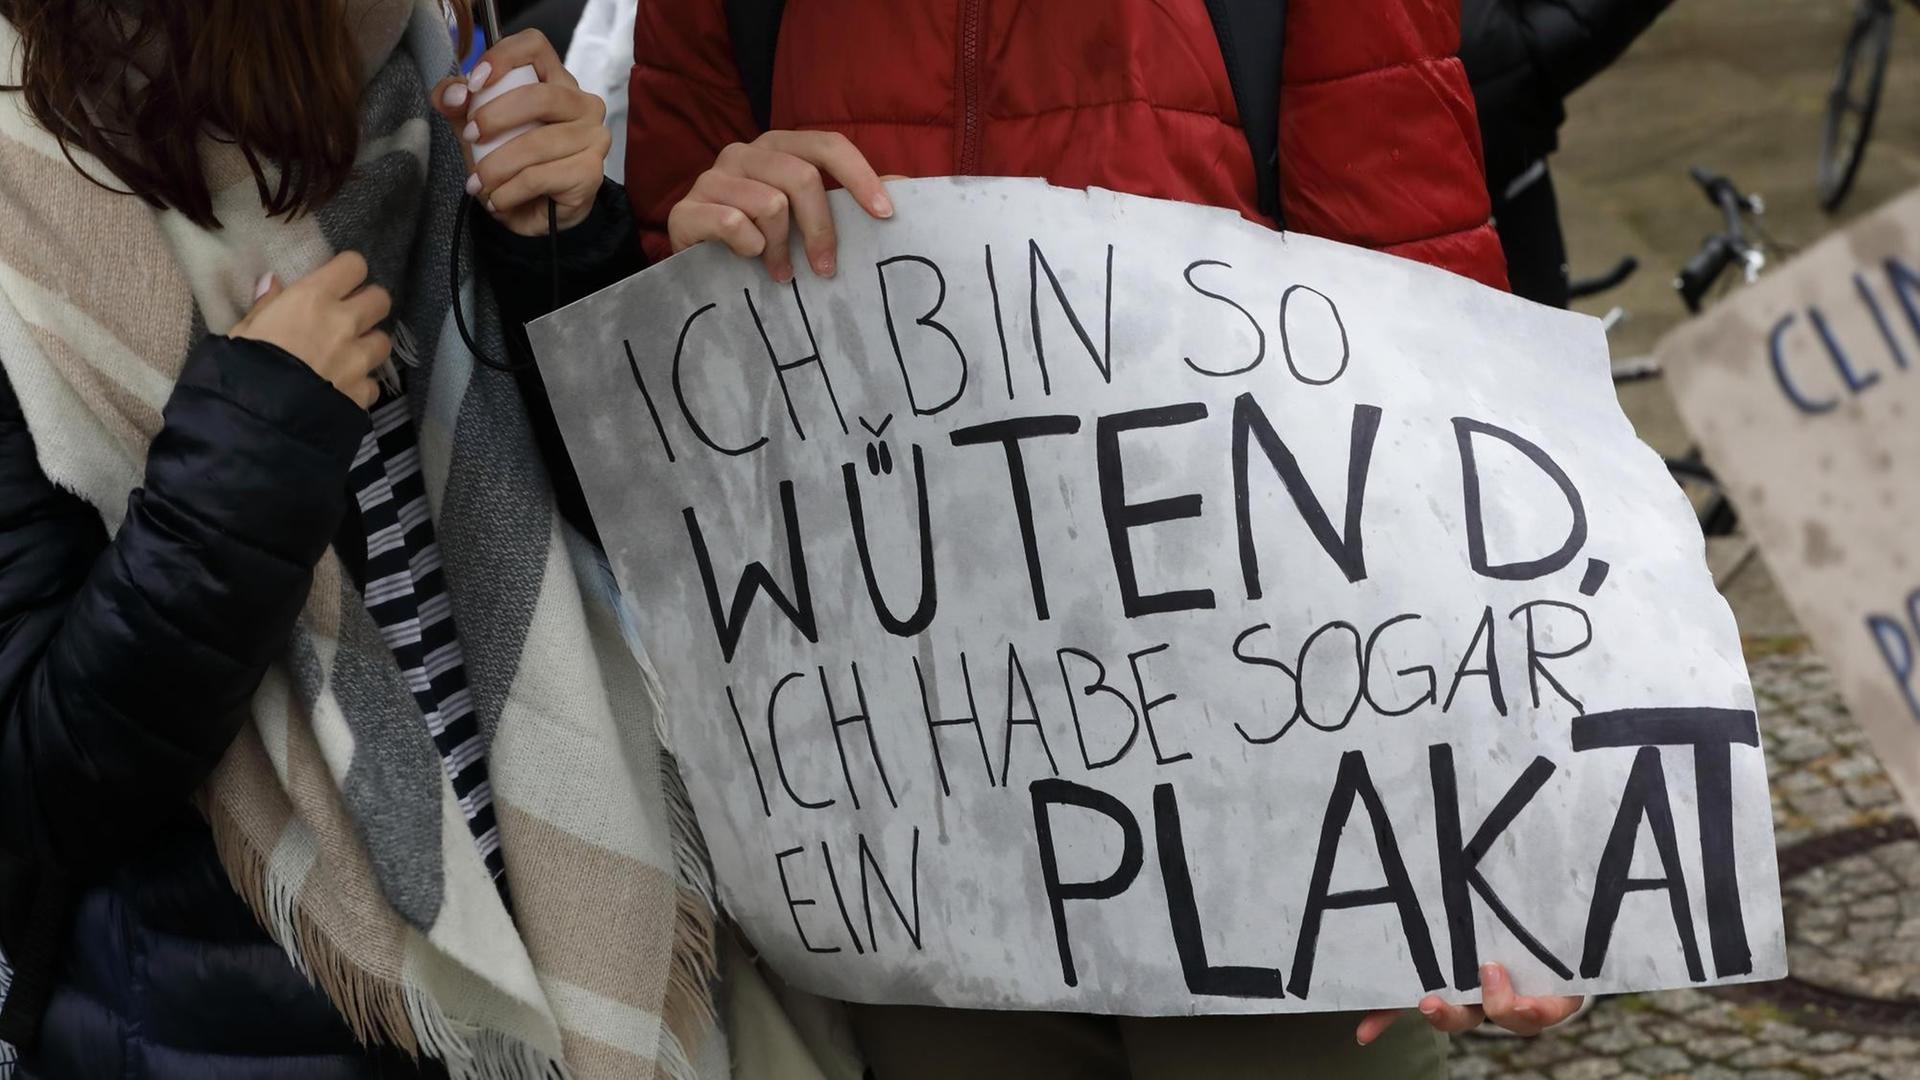 ICH BIN SO
WÜTEND,
ICH HABE SOGAR
EIN PLAKAT